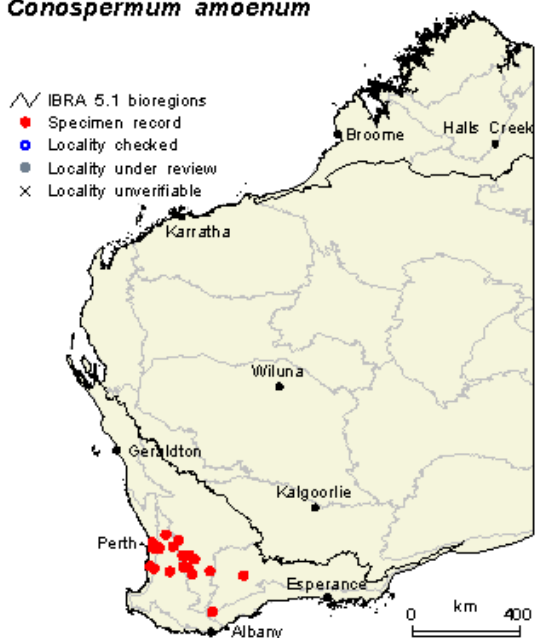 Conospermum amoenum
IBRA 5.1 bioregions
Specimen record
Locality checked
Locality under review
Locality unverifiable
Broome
Halls Creek
Karratha
Wiluna
Geraldton
Kalgoorlie
Perth
Esperance
Albany
km
0 400